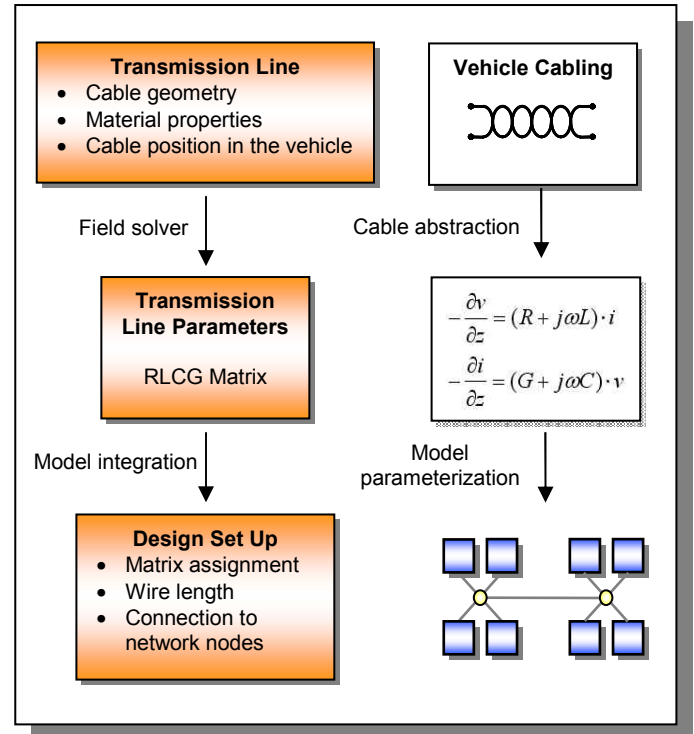 Transmission Line
• Cable geometry
• Material properties
• Cable position in the vehicle
Field solver
Transmission
Line Parameters
RLCG Matrix
Model integration
Design Set Up
• Matrix assignment
• Wire length
• Connection to
network nodes
Vehicle Cabling
Cable abstraction
−∂v/∂z = (R + jωL)·i
−∂i/∂z = (G + jωC)·v
Model
parameterization